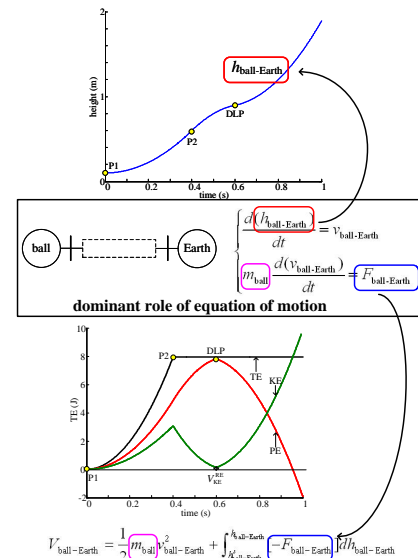 2
height (m)
h_ball-Earth
1
DLP
P2
P1
0
0.0 0.2 0.4 0.6 0.8 1
time (s)
ball
Earth
d(h_ball-Earth)/dt = v_ball-Earth
m_ball d(v_ball-Earth)/dt = F_ball-Earth
dominant role of equation of motion
10
8
6
4
2
0
-2
TE (J)
P2
DLP
TE
KE
PE
P1
V_KE^RE
0.0 0.2 0.4 0.6 0.8 1
time (s)
V_ball-Earth = 1/2 m_ball v²_ball-Earth + ∫ [-F_ball-Earth] dh_ball-Earth